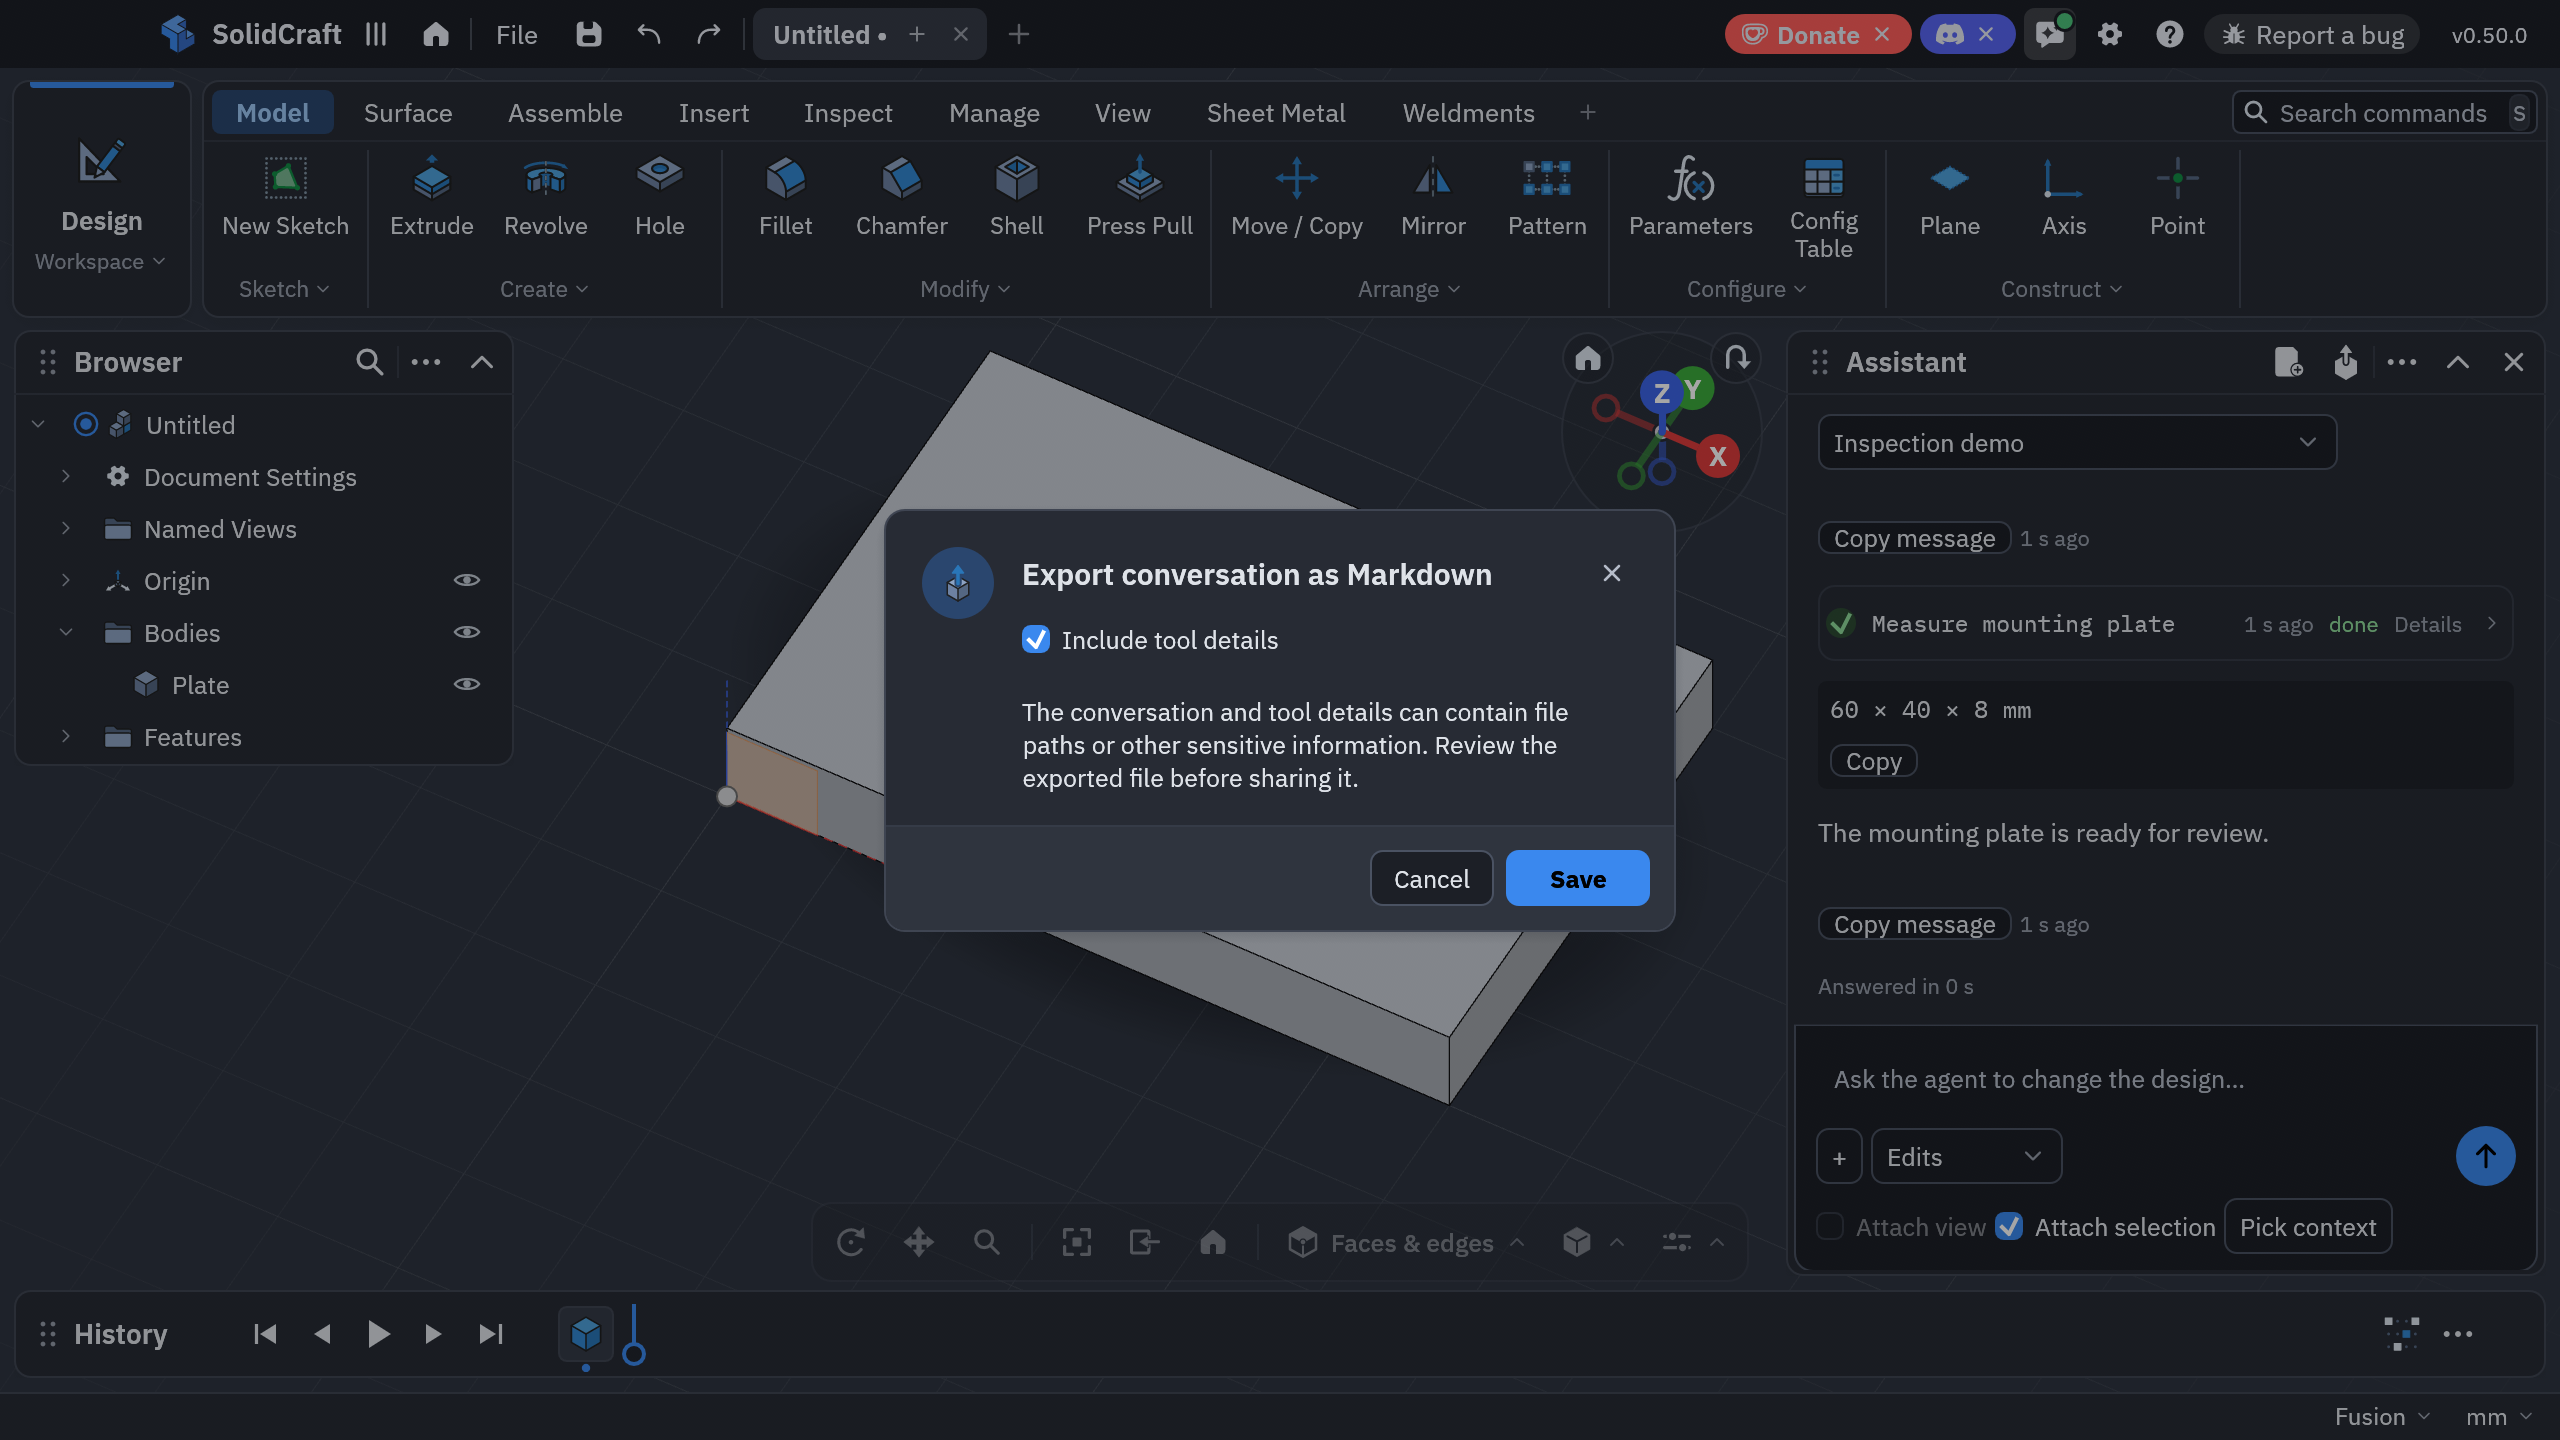 SolidCraft
File
Untitled •
Donate
Report a bug
v0.50.0
Design
Workspace
Model
Surface
Assemble
Insert
Inspect
Manage
View
Sheet Metal
Weldments
Search commands
S
New Sketch
Extrude
Revolve
Hole
Fillet
Chamfer
Shell
Press Pull
Move / Copy
Mirror
Pattern
Parameters
Config
Table
Plane
Axis
Point
Sketch
Create
Modify
Arrange
Configure
Construct
Browser
Untitled
Document Settings
Named Views
Origin
Bodies
Plate
Features
Z
Y
X
Export conversation as Markdown
Include tool details
The conversation and tool details can contain file
paths or other sensitive information. Review the
exported file before sharing it.
Cancel
Save
Assistant
Inspection demo
Copy message
1 s ago
Measure mounting plate
1 s ago
done
Details
60 × 40 × 8 mm
Copy
The mounting plate is ready for review.
Copy message
1 s ago
Answered in 0 s
Ask the agent to change the design...
+
Edits
Attach view
Attach selection
Pick context
Faces & edges
History
Fusion
mm